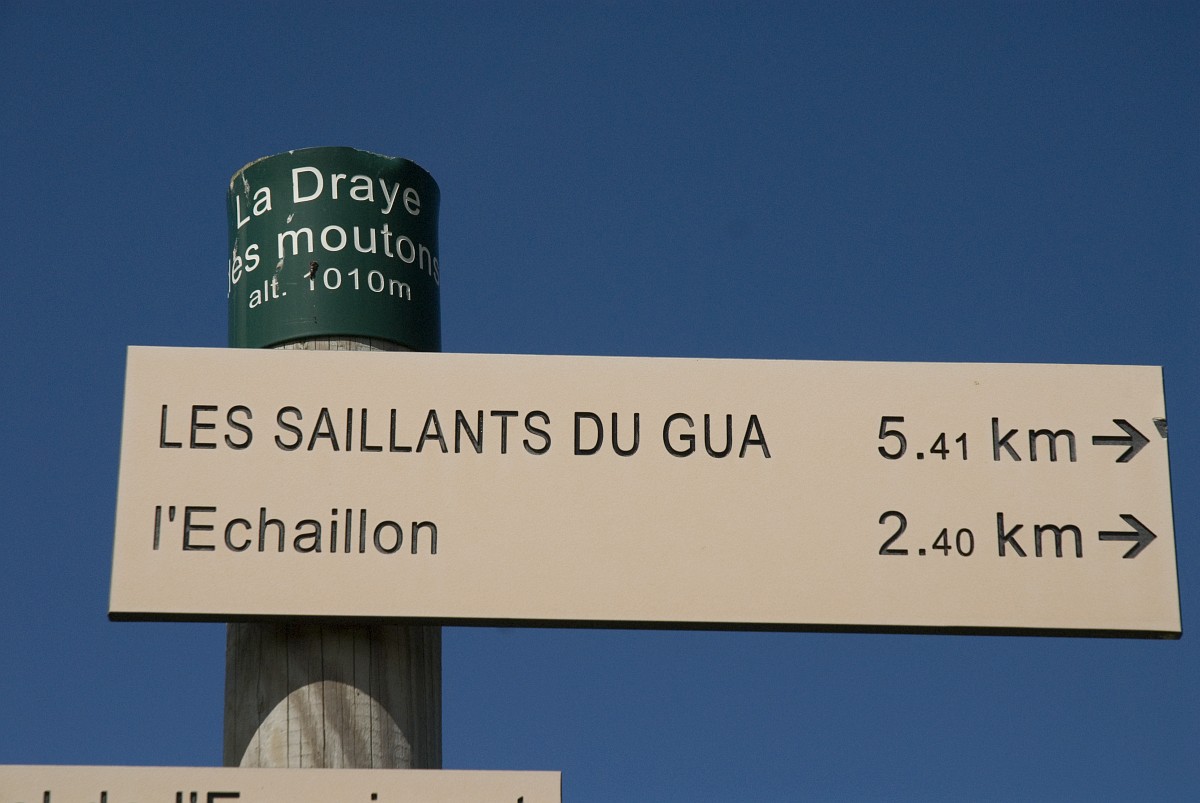 La Draye
des moutons
alt. 1010m
LES SAILLANTS DU GUA 5.41 km →
l'Echaillon 2.40 km →